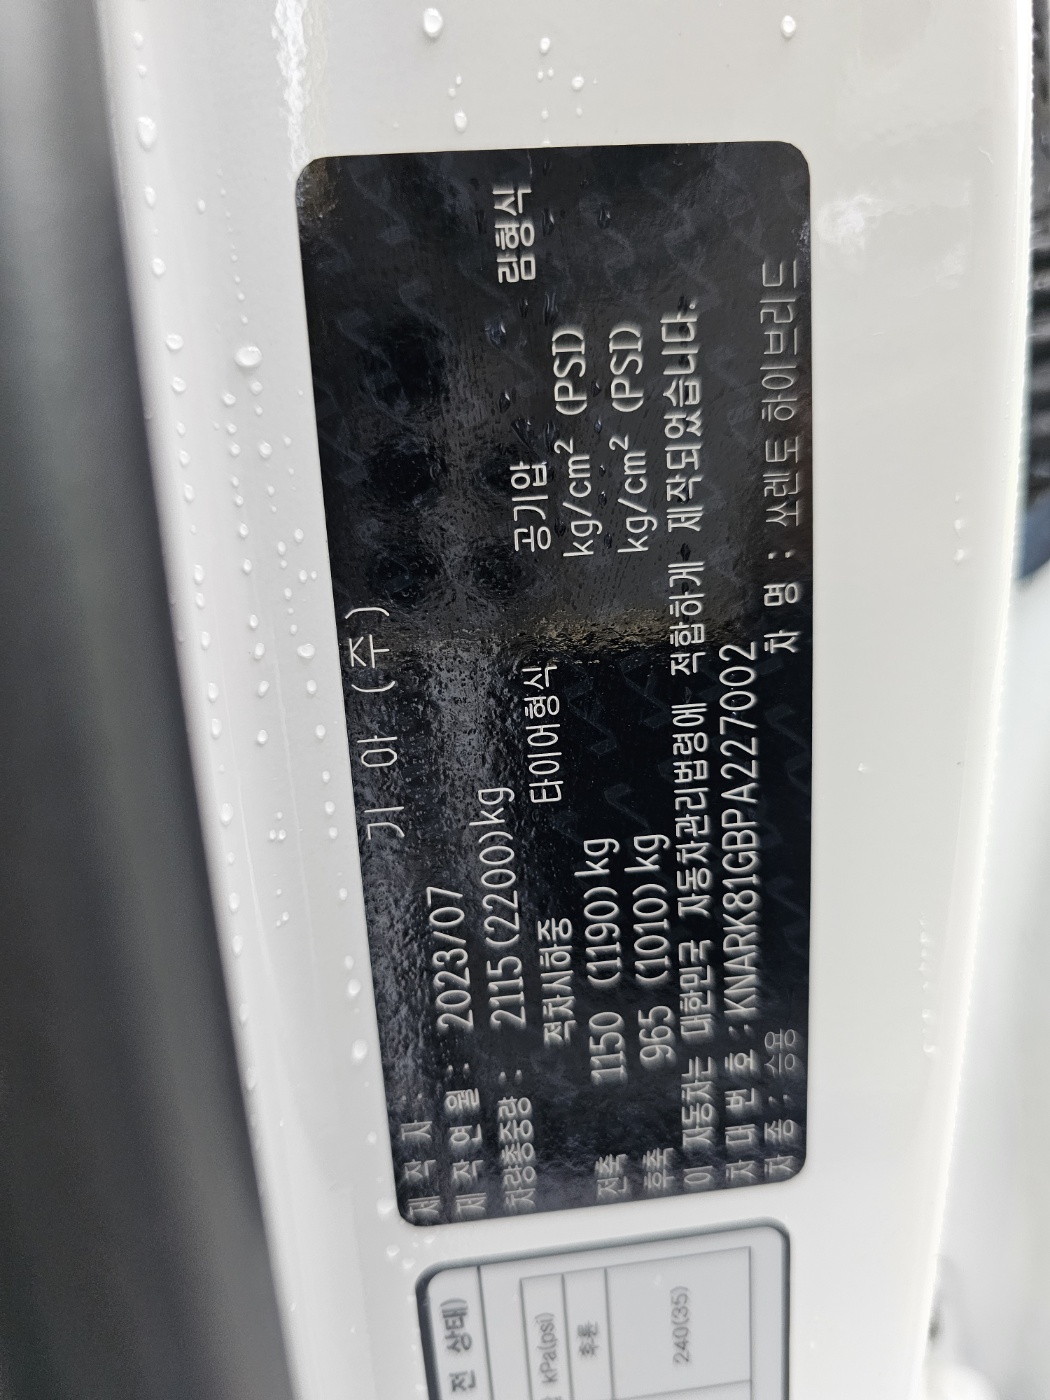 제 작 자 : 기 아 (주)
제 작 연 월 : 2023/07
차량총중량 : 2115(2200)kg
적차시하중 타이어형식 공기압 림형식
전축 1150 (1190)kg kg/cm² (PSI)
후축 965 (1010)kg kg/cm² (PSI)
이 자동차는 대한민국 자동차관리법령에 적합하게 제작되었습니다.
차 대 번 호 : KNARK81GBPA227002
차 종 : 승용 차 명 : 쏘렌토 하이브리드
전 상태)
kPa(psi)
후륜
240(35)